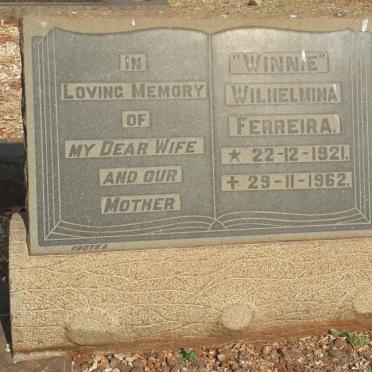 IN
LOVING MEMORY
OF
MY DEAR WIFE
AND OUR
MOTHER
"WINNIE"
WILHELMINA
FERREIRA.
★ 22-12-1921.
✝ 29-11-1962.
PROTEA